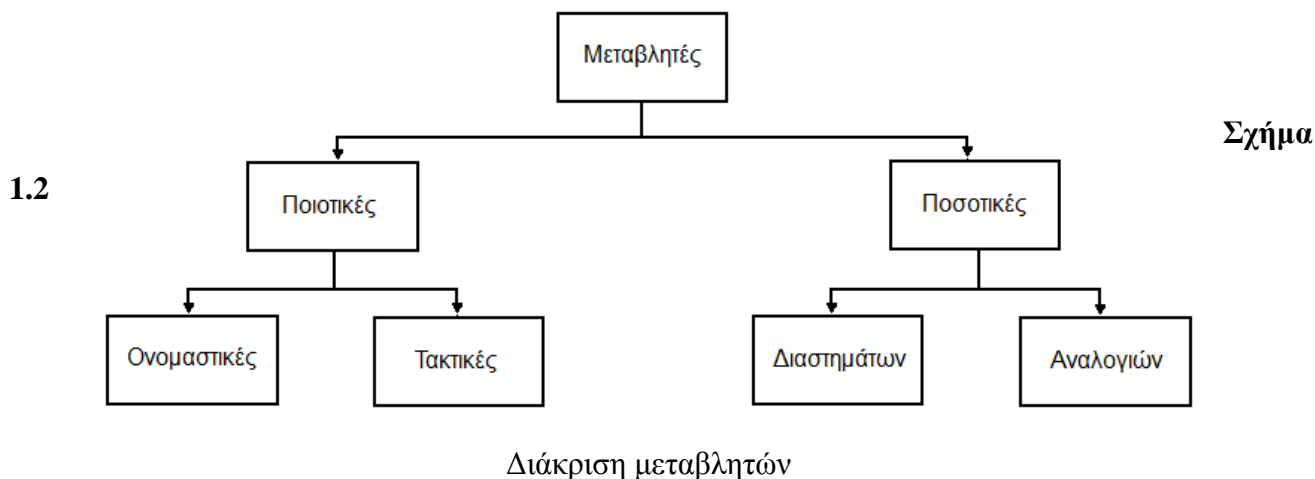 Μεταβλητές
Σχήμα
1.2
Ποιοτικές
Ποσοτικές
Ονομαστικές
Τακτικές
Διαστημάτων
Αναλογιών
Διάκριση μεταβλητών